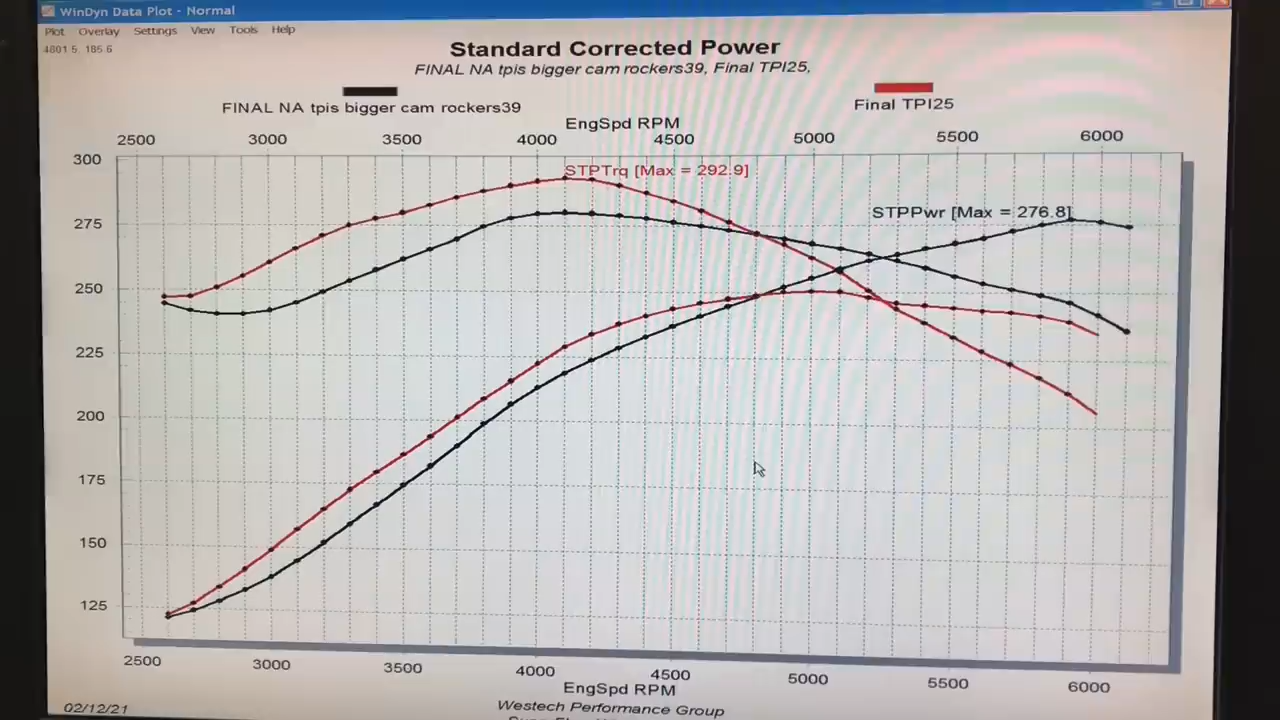 WinDyn Data Plot - Normal
Plot Overlay Settings View Tools Help
4801 5, 185.6
Standard Corrected Power
FINAL NA tpis bigger cam rockers39, Final TPI25,
FINAL NA tpis bigger cam rockers39
Final TPI25
EngSpd RPM
2500 3000 3500 4000 4500 5000 5500 6000
300
STPTrq [Max = 292.9]
STPPwr [Max = 276.8]
275
250
225
200
175
150
125
2500 3000 3500 4000 4500 5000 5500 6000
EngSpd RPM
02/12/21
Westech Performance Group